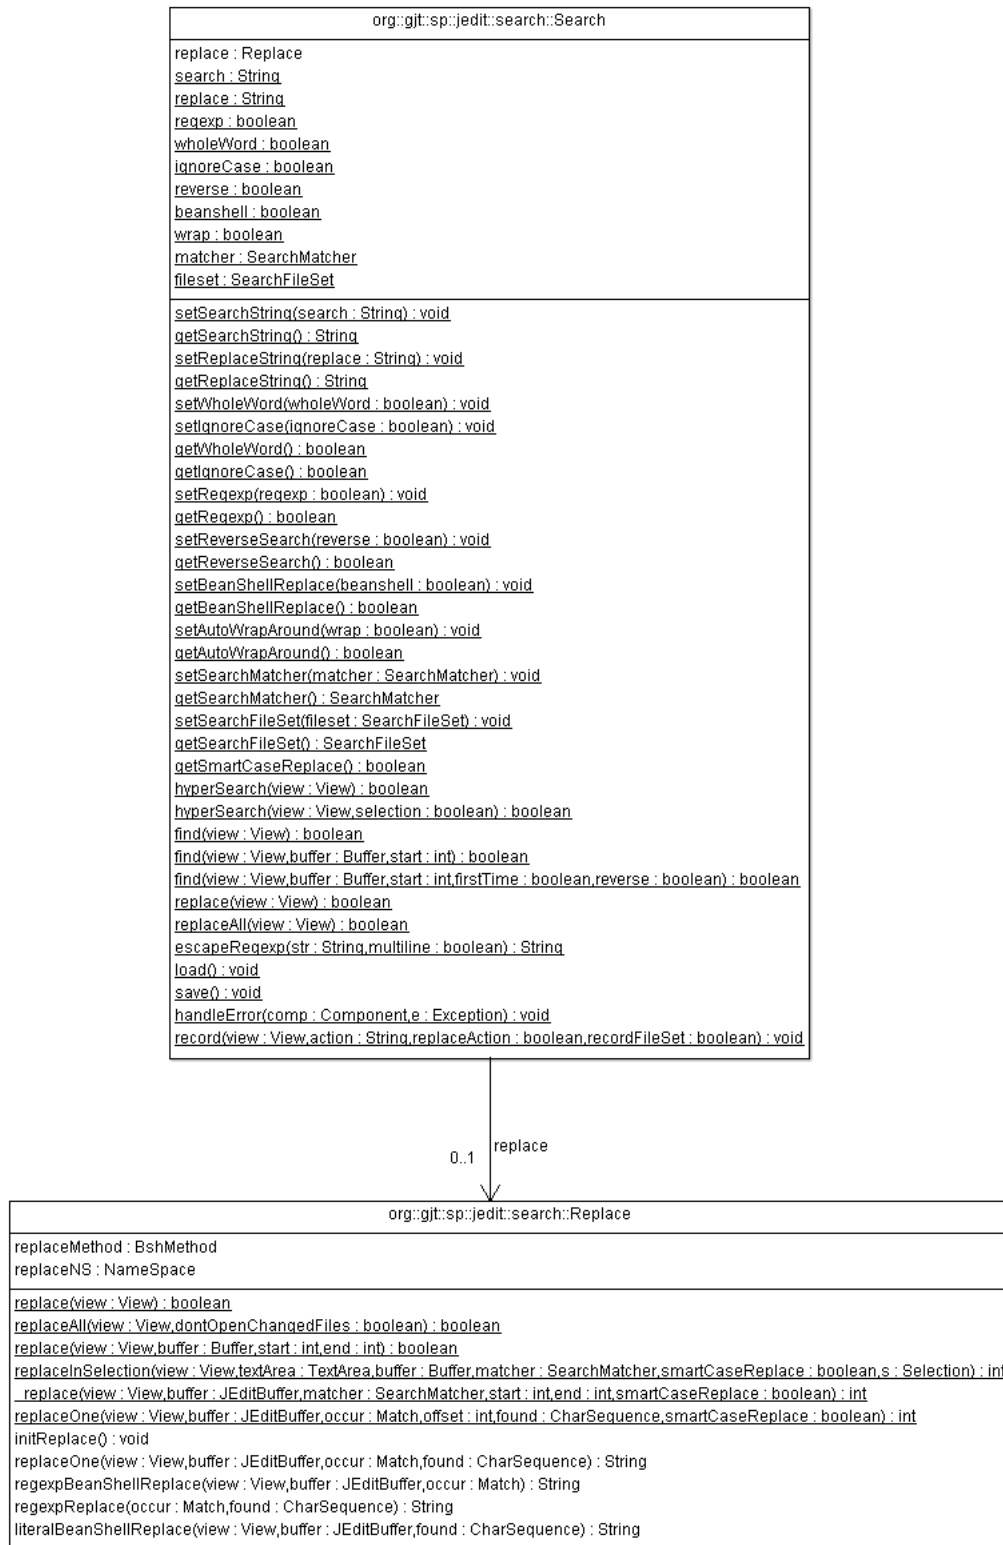 org::gjt::sp::jedit::search::Search
replace : Replace
search : String
replace : String
regexp : boolean
wholeWord : boolean
ignoreCase : boolean
reverse : boolean
beanshell : boolean
wrap : boolean
matcher : SearchMatcher
fileset : SearchFileSet
setSearchString(search : String) : void
getSearchString() : String
setReplaceString(replace : String) : void
getReplaceString() : String
setWholeWord(wholeWord : boolean) : void
setIgnoreCase(ignoreCase : boolean) : void
getWholeWord() : boolean
getIgnoreCase() : boolean
setRegexp(regexp : boolean) : void
getRegexp() : boolean
setReverseSearch(reverse : boolean) : void
getReverseSearch() : boolean
setBeanShellReplace(beanshell : boolean) : void
getBeanShellReplace() : boolean
setAutoWrapAround(wrap : boolean) : void
getAutoWrapAround() : boolean
setSearchMatcher(matcher : SearchMatcher) : void
getSearchMatcher() : SearchMatcher
setSearchFileSet(fileset : SearchFileSet) : void
getSearchFileSet() : SearchFileSet
getSmartCaseReplace() : boolean
hyperSearch(view : View) : boolean
hyperSearch(view : View,selection : boolean) : boolean
find(view : View) : boolean
find(view : View,buffer : Buffer,start : int) : boolean
find(view : View,buffer : Buffer,start : int,firstTime : boolean,reverse : boolean) : boolean
replace(view : View) : boolean
replaceAll(view : View) : boolean
escapeRegexp(str : String,multiline : boolean) : String
load() : void
save() : void
handleError(comp : Component,e : Exception) : void
record(view : View,action : String,replaceAction : boolean,recordFileSet : boolean) : void
replace
0..1
org::gjt::sp::jedit::search::Replace
replaceMethod : BshMethod
replaceNS : NameSpace
replace(view : View) : boolean
replaceAll(view : View,dontOpenChangedFiles : boolean) : boolean
replace(view : View,buffer : Buffer,start : int,end : int) : boolean
replaceInSelection(view : View,textArea : TextArea,buffer : Buffer,matcher : SearchMatcher,smartCaseReplace : boolean,s : Selection) : int
_replace(view : View,buffer : JEditBuffer,matcher : SearchMatcher,start : int,end : int,smartCaseReplace : boolean) : int
replaceOne(view : View,buffer : JEditBuffer,occur : Match,offset : int,found : CharSequence,smartCaseReplace : boolean) : int
initReplace() : void
replaceOne(view : View,buffer : JEditBuffer,occur : Match,found : CharSequence) : String
regexpBeanShellReplace(view : View,buffer : JEditBuffer,occur : Match) : String
regexpReplace(occur : Match,found : CharSequence) : String
literalBeanShellReplace(view : View,buffer : JEditBuffer,found : CharSequence) : String